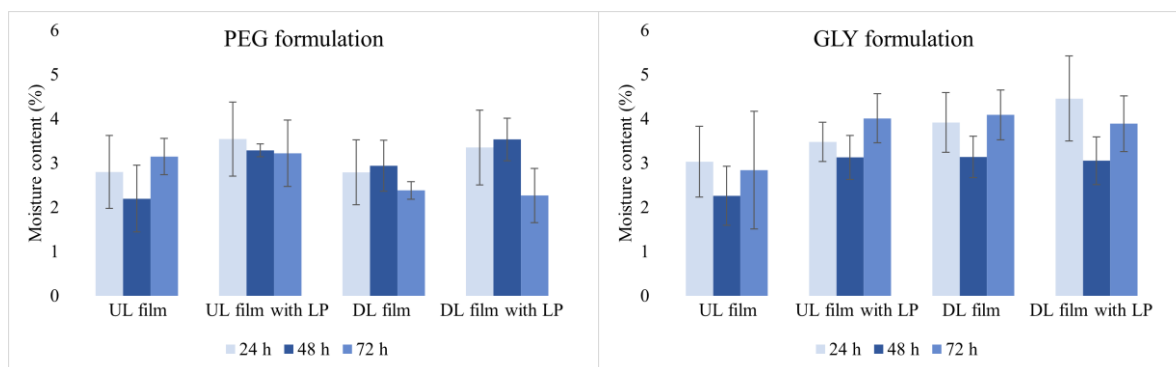 PEG formulation
Moisture content (%)
6
5
4
3
2
1
0
UL film UL film with LP DL film DL film with LP
24 h 48 h 72 h
GLY formulation
Moisture content (%)
6
5
4
3
2
1
0
UL film UL film with LP DL film DL film with LP
24 h 48 h 72 h